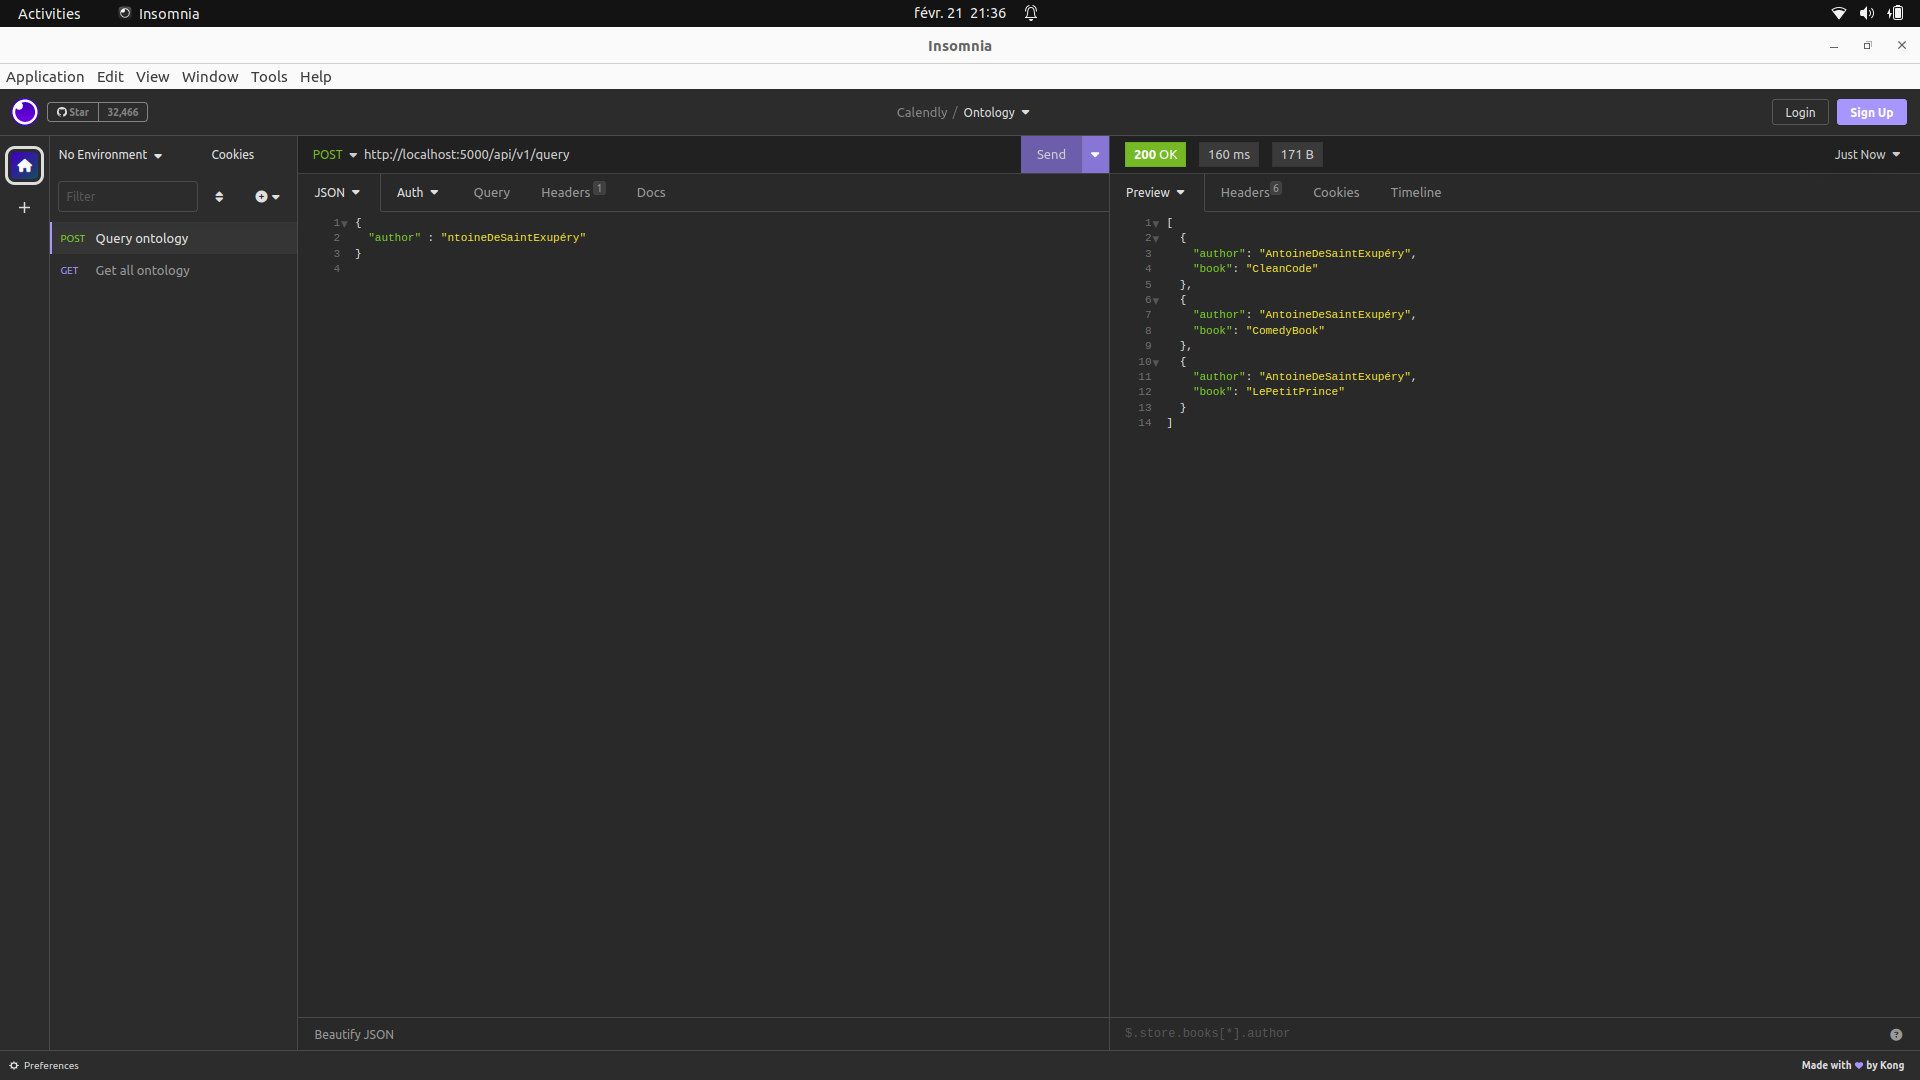 Activities Insomnia févr. 21 21:36
Insomnia
Application Edit View Window Tools Help
Star 32,466 Calendly / Ontology Login Sign Up
No Environment Cookies
Filter
POST Query ontology
GET Get all ontology
POST http://localhost:5000/api/v1/query Send
JSON Auth Query Headers 1 Docs
1 {
2 "author" : "ntoineDeSaintExupéry"
3 }
4
Beautify JSON
200 OK 160 ms 171 B Just Now
Preview Headers 6 Cookies Timeline
1 [
2 {
3 "author": "AntoineDeSaintExupéry",
4 "book": "CleanCode"
5 },
6 {
7 "author": "AntoineDeSaintExupéry",
8 "book": "ComedyBook"
9 },
10 {
11 "author": "AntoineDeSaintExupéry",
12 "book": "LePetitPrince"
13 }
14 ]
$.store.books[*].author
Preferences Made with by Kong